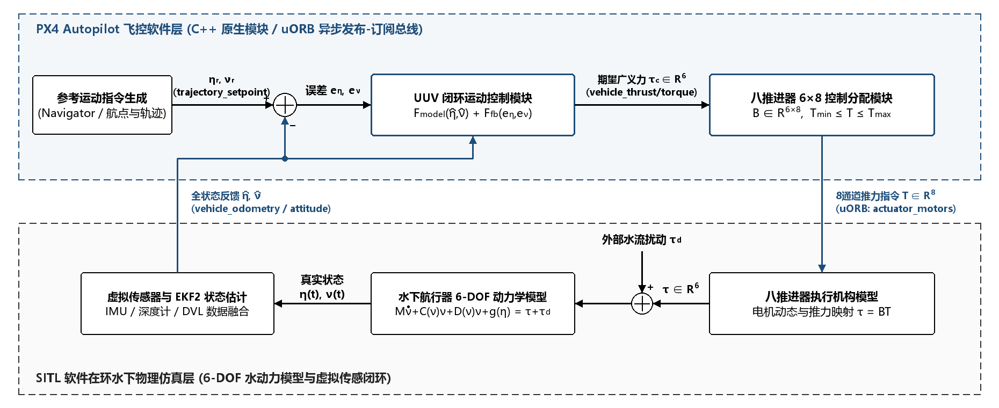 PX4 Autopilot 飞控软件层 (C++ 原生模块 / uORB 异步发布-订阅总线)
参考运动指令生成
(Navigator / 航点与轨迹)
ηᵣ, νᵣ
(trajectory_setpoint)
+
−
误差 eη, eν
UUV 闭环运动控制模块
Fmodel(η̂,ν̂) + Ffb(eη,eν)
期望广义力 τc ∈ R⁶
(vehicle_thrust/torque)
八推进器 6×8 控制分配模块
B ∈ R⁶ˣ⁸, Tmin ≤ T ≤ Tmax
全状态反馈 η̂, ν̂
(vehicle_odometry / attitude)
8通道推力指令 T ∈ R⁸
(uORB: actuator_motors)
外部水流扰动 τd
虚拟传感器与 EKF2 状态估计
IMU / 深度计 / DVL 数据融合
真实状态
η(t), ν(t)
水下航行器 6-DOF 动力学模型
Mν̇+C(ν)ν+D(ν)ν+g(η) = τ+τd
+
τ ∈ R⁶
八推进器执行机构模型
电机动态与推力映射 τ = BT
SITL 软件在环水下物理仿真层 (6-DOF 水动力模型与虚拟传感闭环)